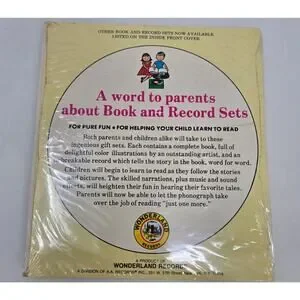 OTHER BOOK AND RECORD SETS NOW AVAILABLE
LISTED ON THE INSIDE FRONT COVER
A word to parents
about Book and Record Sets
FOR PURE FUN • FOR HELPING YOUR CHILD LEARN TO READ
Both parents and children alike will take to these
ingenious gift sets. Each contains a complete book, full of
delightful color illustrations by an outstanding artist, and an
unbreakable record which tells the story in the book, word for word.
Children will begin to learn to read as they follow the stories
and pictures. The skilled narrations, plus music and sound
effects, will heighten their fun in hearing their favorite tales.
Parents will now be able to let the phonograph take
over the job of reading "just one more."
WONDERLAND
RECORDS
A PRODUCT OF
WONDERLAND RECORDS
A DIVISION OF A.A. RECORDS INC.,